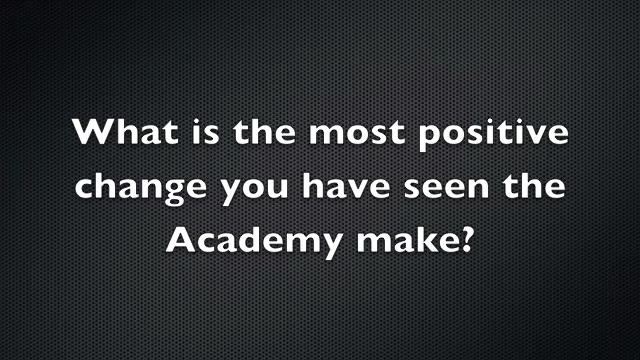 What is the most positive
change you have seen the
Academy make?